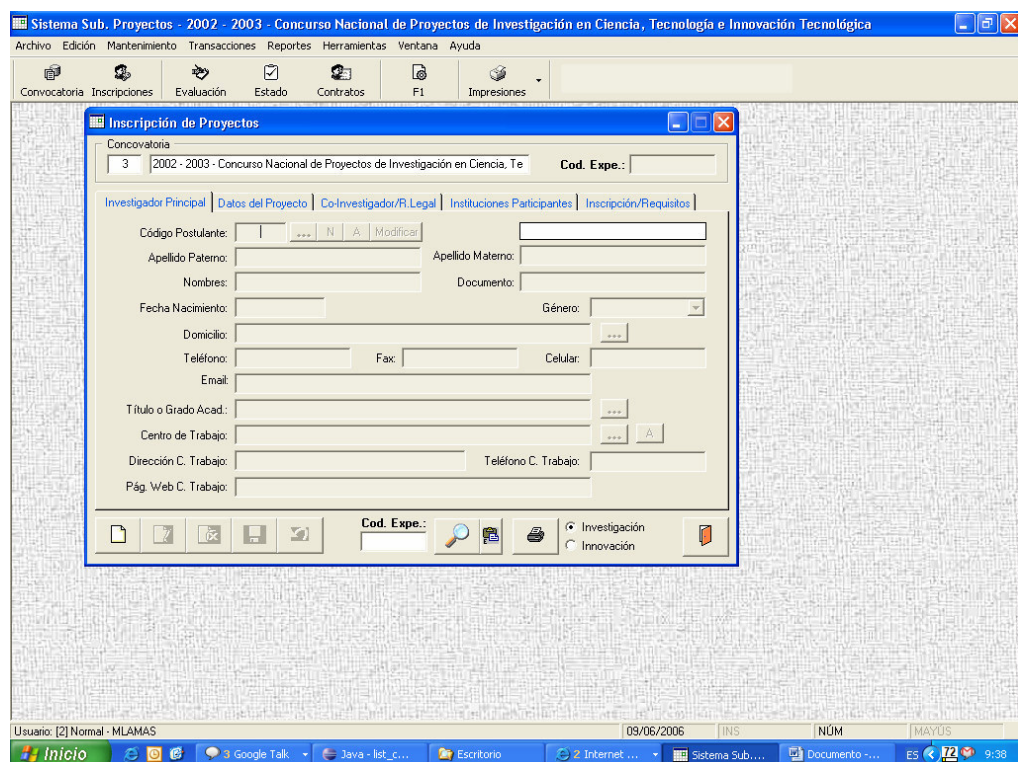 Sistema Sub. Proyectos - 2002 - 2003 - Concurso Nacional de Proyectos de Investigación en Ciencia, Tecnología e Innovación Tecnológica
Archivo Edición Mantenimiento Transacciones Reportes Herramientas Ventana Ayuda
Convocatoria Inscripciones Evaluación Estado Contratos F1 Impresiones
Inscripción de Proyectos
Concovatoria
3 2002 - 2003 - Concurso Nacional de Proyectos de Investigación en Ciencia, Te Cod. Expe.:
Investigador Principal Datos del Proyecto Co-Investigador/R.Legal Instituciones Participantes Inscripción/Requisitos
Código Postulante: ... N A Modificar
Apellido Paterno: Apellido Materno:
Nombres: Documento:
Fecha Nacimiento: Género:
Domicilio: ...
Teléfono: Fax: Celular:
Email:
Título o Grado Acad.: ...
Centro de Trabajo: ... A
Dirección C. Trabajo: Teléfono C. Trabajo:
Pág. Web C. Trabajo:
Cod. Expe.: Investigación
Innovación
Usuario: [2] Normal - MLAMAS 09/06/2006 INS NÚM MAYÚS
Inicio 3 Google Talk Java - list_c... Escritorio 2 Internet ... Sistema Sub.... Documento -... ES 72 9:38